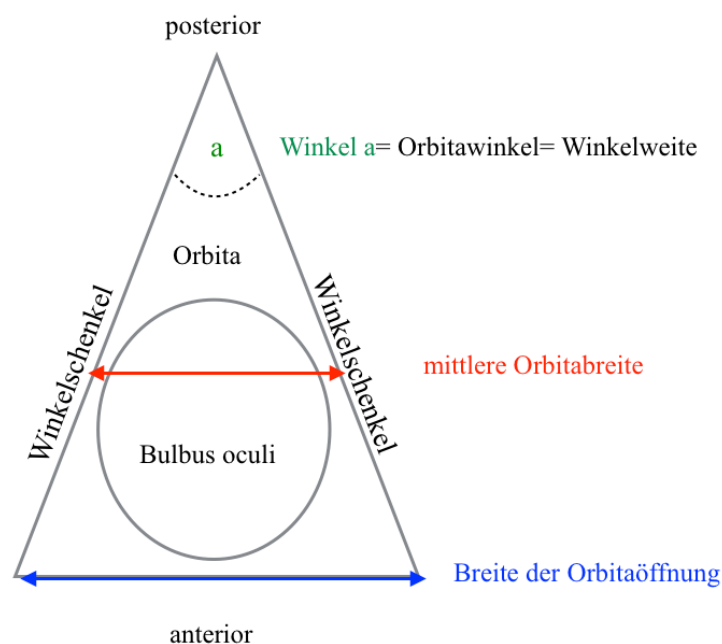 posterior
a
Winkel a= Orbitawinkel= Winkelweite
Orbita
Winkelschenkel
Winkelschenkel
mittlere Orbitabreite
Bulbus oculi
Breite der Orbitaöffnung
anterior